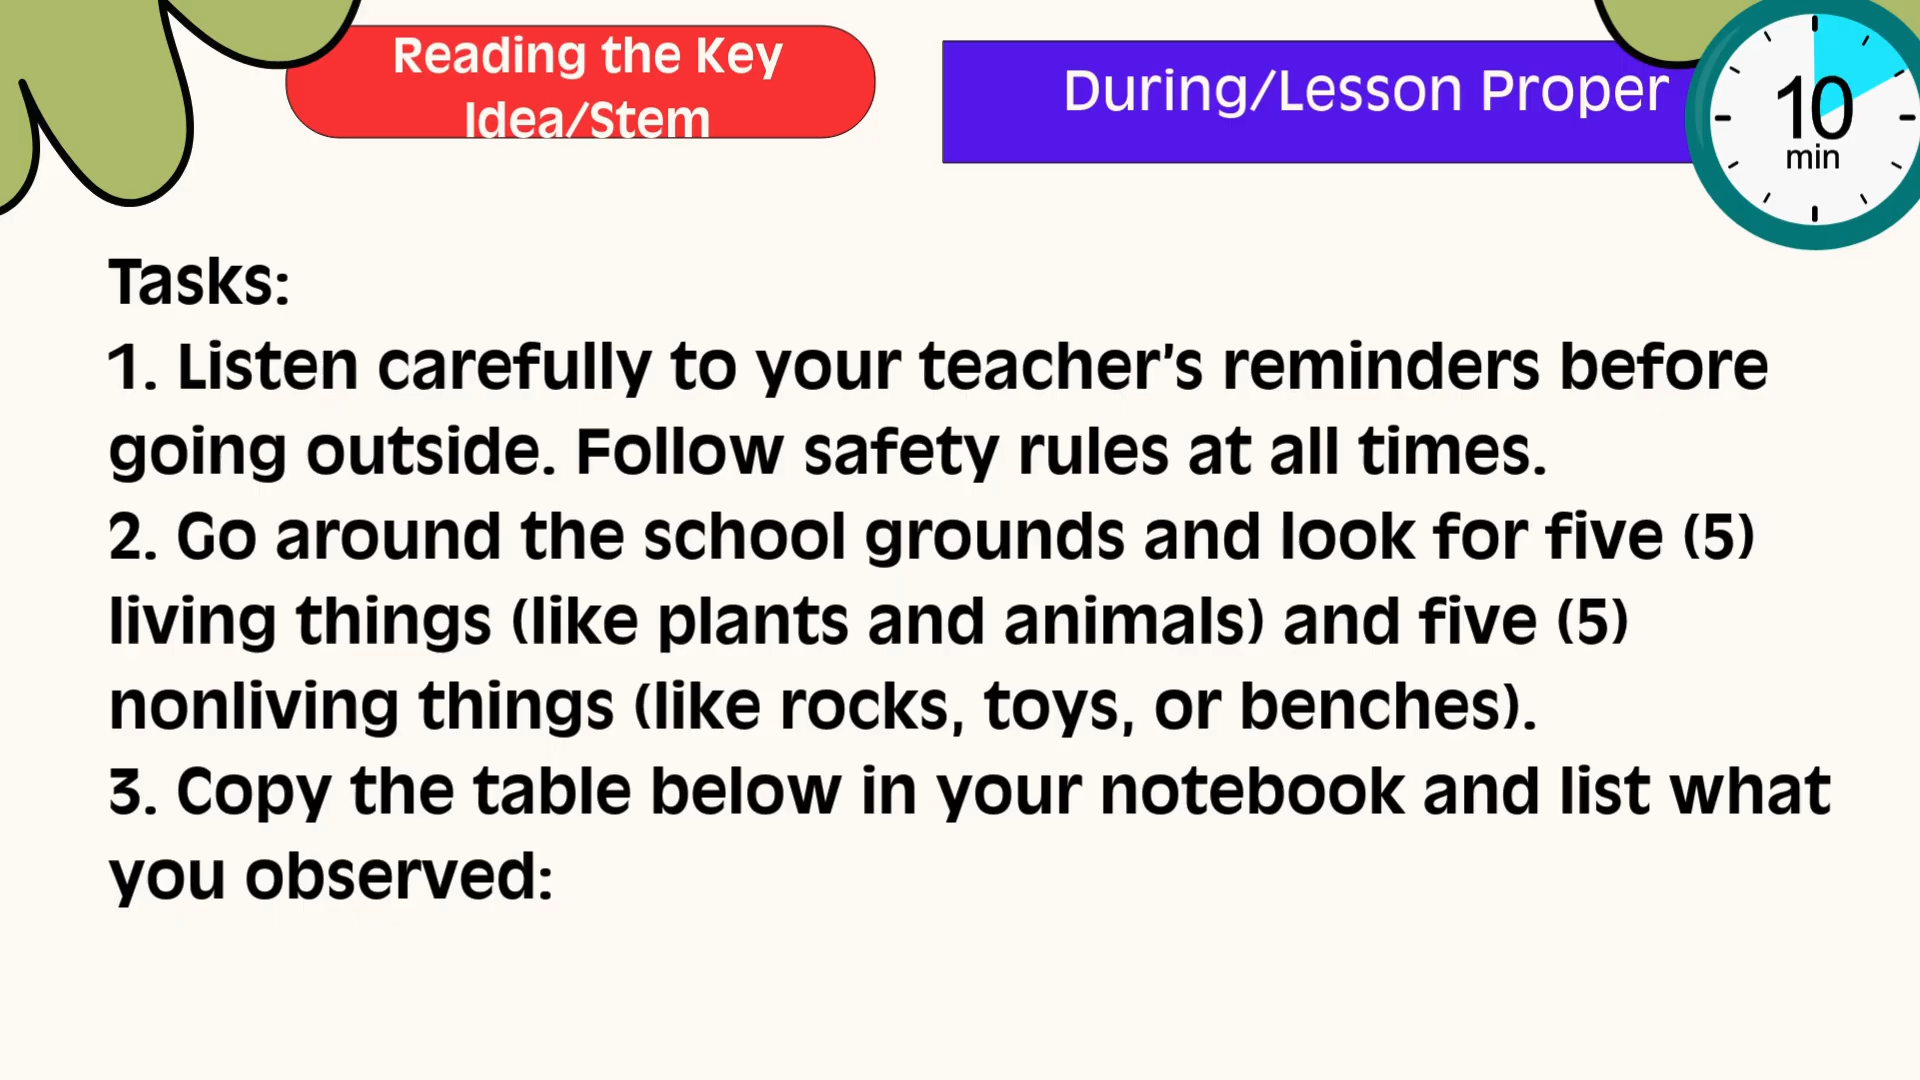 Reading the Key
Idea/Stem
During/Lesson Proper
10
min
Tasks:
1. Listen carefully to your teacher's reminders before
going outside. Follow safety rules at all times.
2. Go around the school grounds and look for five (5)
living things (like plants and animals) and five (5)
nonliving things (like rocks, toys, or benches).
3. Copy the table below in your notebook and list what
you observed: